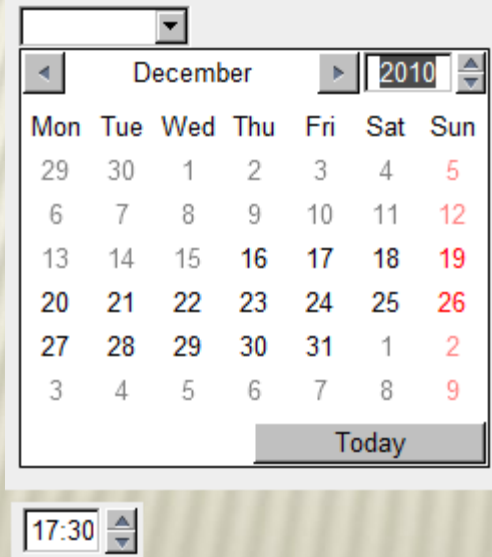 December 2010
Mon Tue Wed Thu Fri Sat Sun
29 30 1 2 3 4 5
6 7 8 9 10 11 12
13 14 15 16 17 18 19
20 21 22 23 24 25 26
27 28 29 30 31 1 2
3 4 5 6 7 8 9
Today
17:30